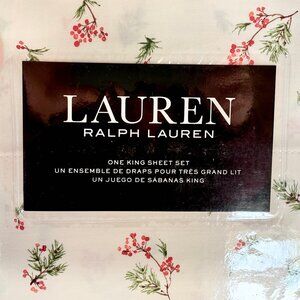 LAUREN
RALPH LAUREN
ONE KING SHEET SET
UN ENSEMBLE DE DRAPS POUR TRÈS GRAND LIT
UN JUEGO DE SÁBANAS KING